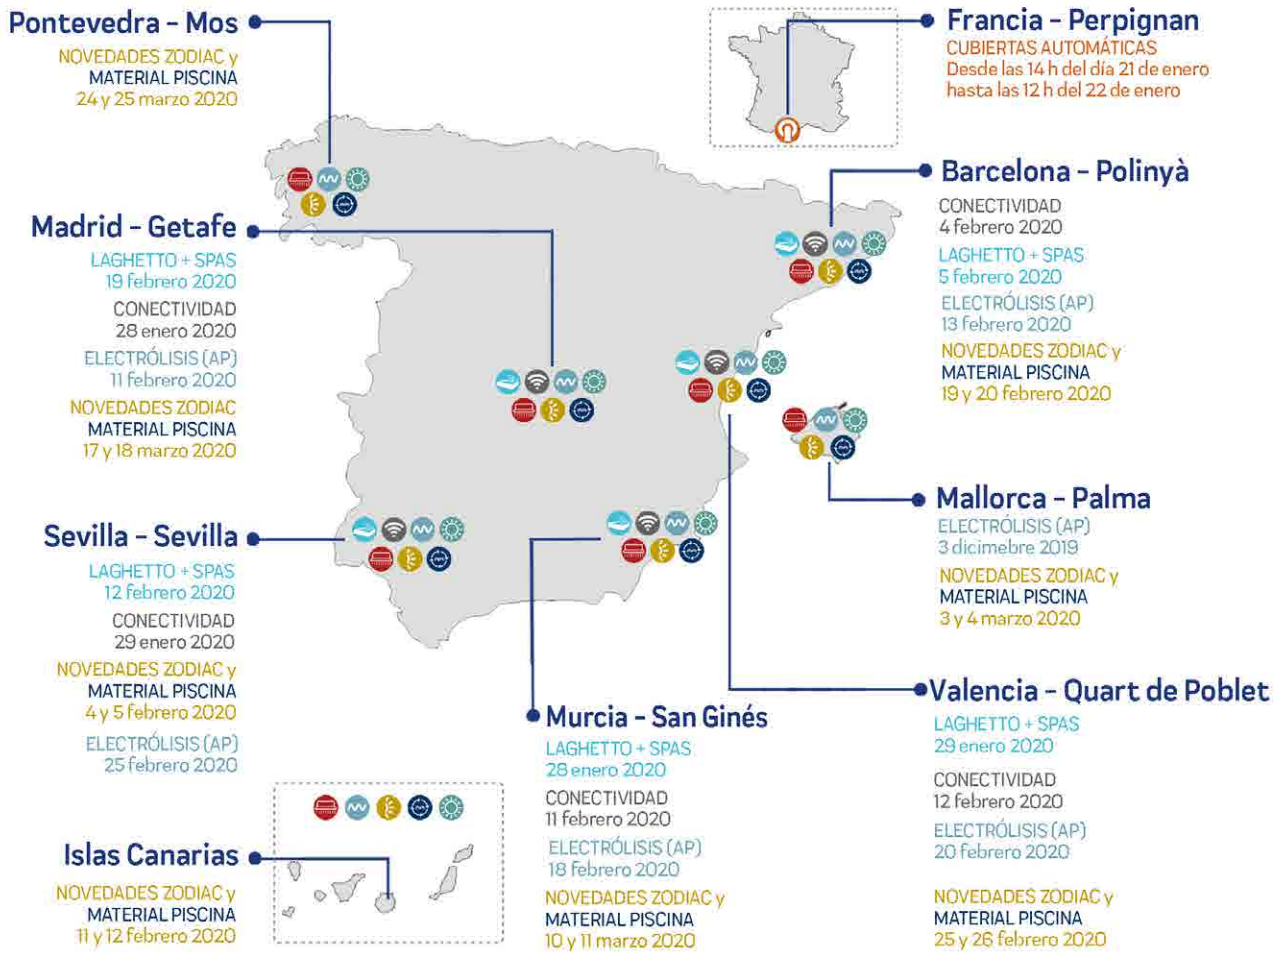 Pontevedra - Mos
NOVEDADES ZODIAC y
MATERIAL PISCINA
24 y 25 marzo 2020
Francia - Perpignan
CUBIERTAS AUTOMÁTICAS
Desde las 14 h del día 21 de enero
hasta las 12 h del 22 de enero
Madrid - Getafe
LAGHETTO + SPAS
19 febrero 2020
CONECTIVIDAD
28 enero 2020
ELECTRÓLISIS (AP)
11 febrero 2020
NOVEDADES ZODIAC
MATERIAL PISCINA
17 y 18 marzo 2020
Barcelona - Polinyà
CONECTIVIDAD
4 febrero 2020
LAGHETTO + SPAS
5 febrero 2020
ELECTRÓLISIS (AP)
13 febrero 2020
NOVEDADES ZODIAC y
MATERIAL PISCINA
19 y 20 febrero 2020
Mallorca - Palma
ELECTRÓLISIS (AP)
3 dicimebre 2019
NOVEDADES ZODIAC y
MATERIAL PISCINA
3 y 4 marzo 2020
Sevilla - Sevilla
LAGHETTO + SPAS
12 febrero 2020
CONECTIVIDAD
29 enero 2020
NOVEDADES ZODIAC y
MATERIAL PISCINA
4 y 5 febrero 2020
ELECTRÓLISIS (AP)
25 febrero 2020
Murcia - San Ginés
LAGHETTO + SPAS
28 enero 2020
CONECTIVIDAD
11 febrero 2020
ELECTRÓLISIS (AP)
18 febrero 2020
NOVEDADES ZODIAC y
MATERIAL PISCINA
10 y 11 marzo 2020
Valencia - Quart de Poblet
LAGHETTO + SPAS
29 enero 2020
CONECTIVIDAD
12 febrero 2020
ELECTRÓLISIS (AP)
20 febrero 2020
NOVEDADES ZODIAC y
MATERIAL PISCINA
25 y 26 febrero 2020
Islas Canarias
NOVEDADES ZODIAC y
MATERIAL PISCINA
11 y 12 febrero 2020